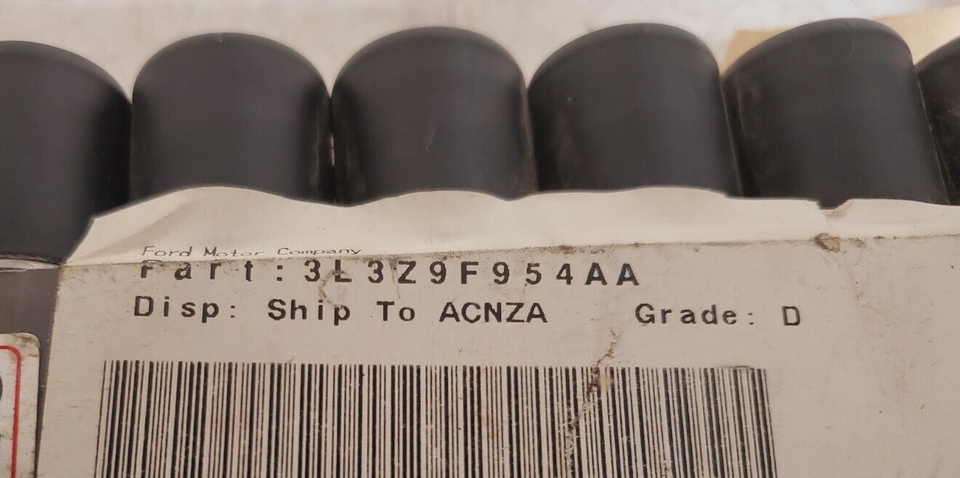 Ford Motor Company
Part: 3L3Z9F954AA
Disp: Ship To ACNZA Grade: D